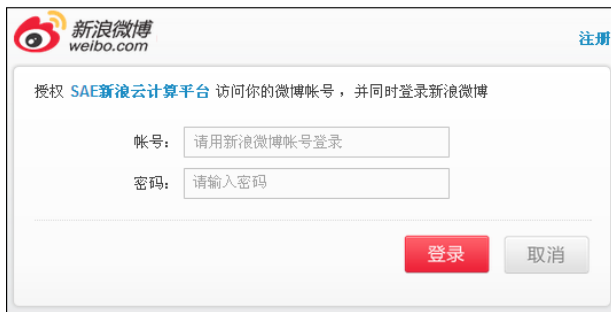 新浪微博
weibo.com
注册
授权 SAE新浪云计算平台 访问你的微博帐号，并同时登录新浪微博
帐号：
请用新浪微博帐号登录
密码：
请输入密码
登录
取消